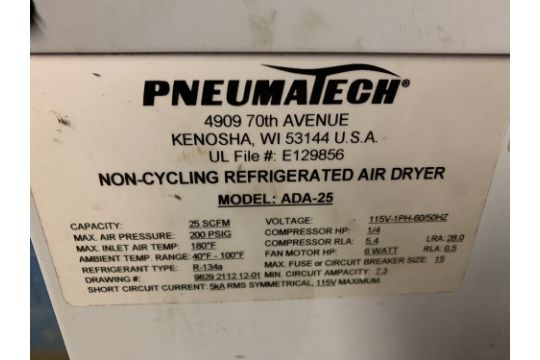 PNEUMATECH®
4909 70th AVENUE
KENOSHA, WI 53144 U.S.A.
UL File #: E129856
NON-CYCLING REFRIGERATED AIR DRYER
MODEL: ADA-25
CAPACITY: 25 SCFM VOLTAGE: 115V-1PH-60/50HZ
MAX. AIR PRESSURE: 200 PSIG COMPRESSOR HP: 1/4
MAX. INLET AIR TEMP: 180°F COMPRESSOR RLA: 5.4 LRA: 28.0
AMBIENT TEMP. RANGE: 40°F - 100°F FAN MOTOR HP: 6 WATT RLA: 0.5
REFRIGERANT TYPE: R-134a MAX. FUSE or CIRCUIT BREAKER SIZE: 15
DRAWING #: 9829 2112 12-01 MIN. CIRCUIT AMPACITY: 7.3
SHORT CIRCUIT CURRENT: 5kA RMS SYMMETRICAL, 115V MAXIMUM.